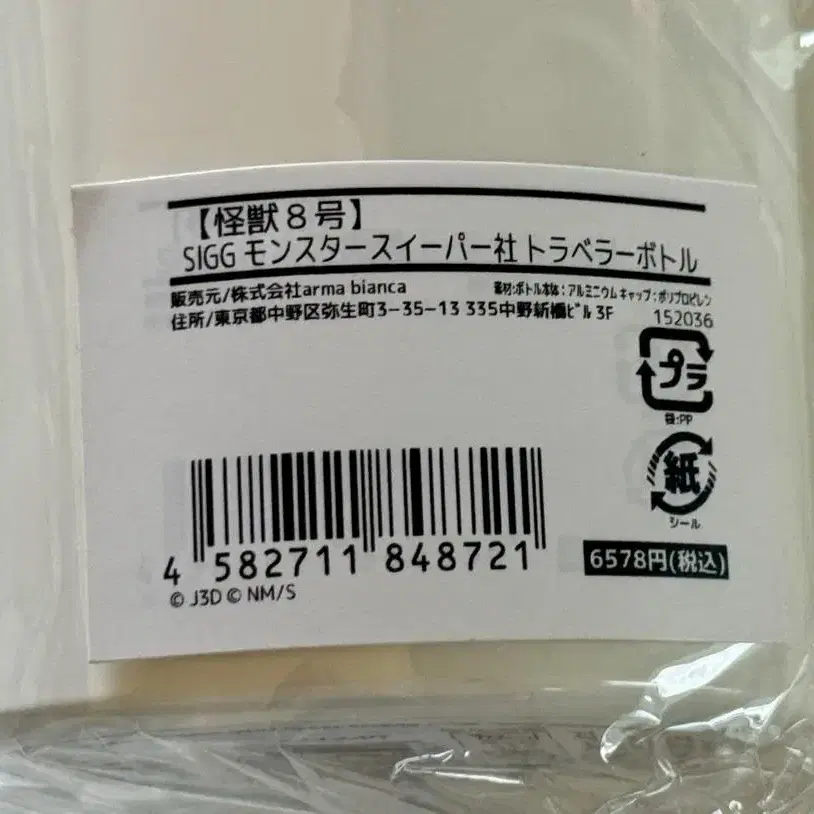 【怪獣８号】
SIGG モンスタースイーパー社 トラベラーボトル
販売元/株式会社arma bianca
素材:ボトル本体:アルミニウム キャップ:ポリプロピレン
住所/東京都中野区弥生町3-35-13 335中野新橋ビル 3F
152036
プラ
袋:PP
紙
シール
4 582711 848721
6578円(税込)
© J3D © NM/S